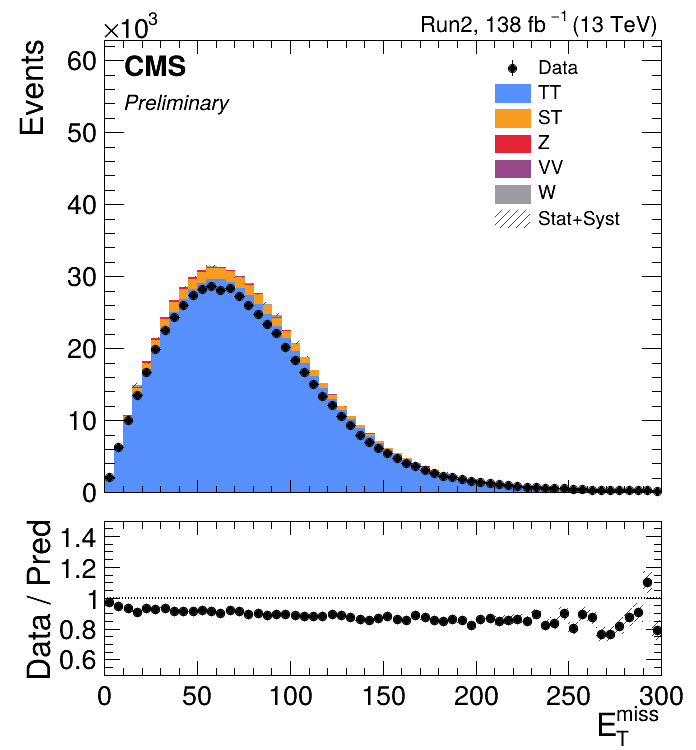 ×10³
Run2, 138 fb⁻¹ (13 TeV)
Events
60
50
40
30
20
10
0
CMS
Preliminary
Data
TT
ST
Z
VV
W
Stat+Syst
Data / Pred
1.4
1.2
1
0.8
0.6
0 50 100 150 200 250 300
E_T^miss